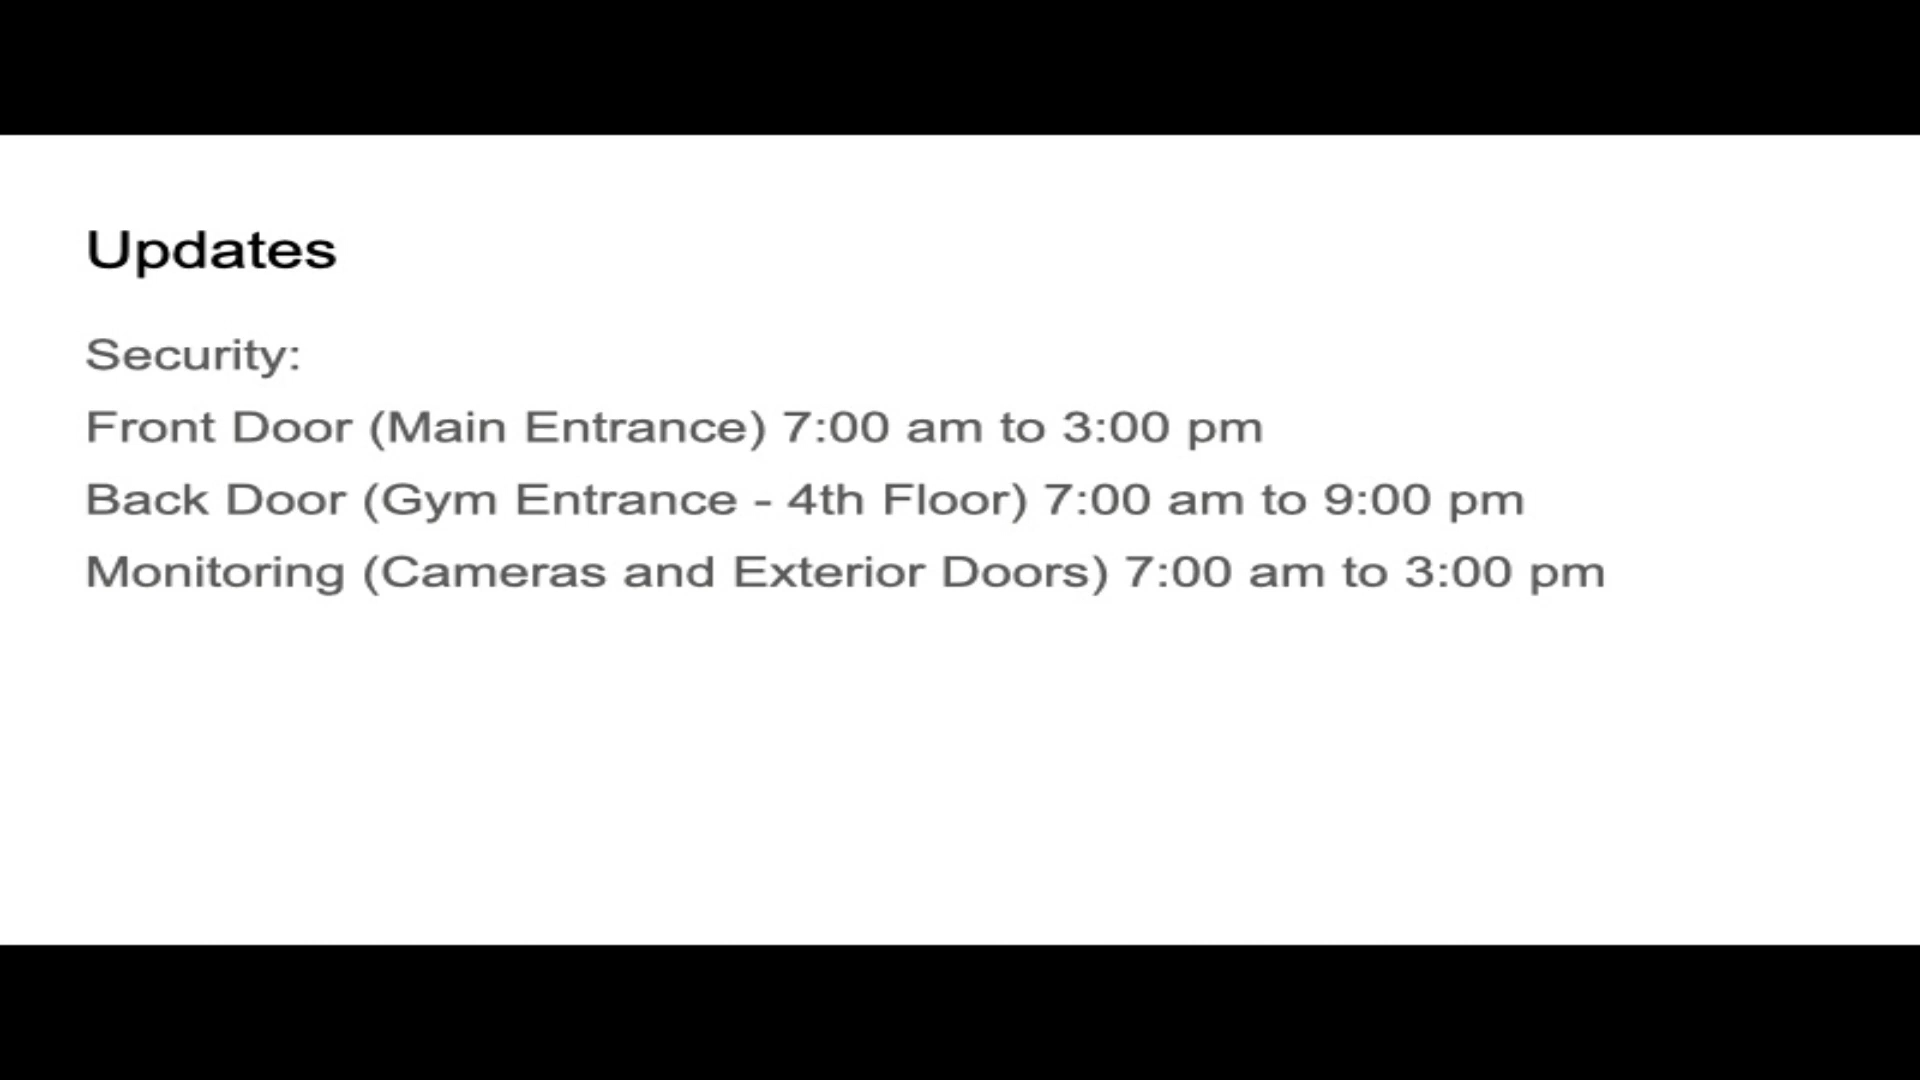 Updates
Security:
Front Door (Main Entrance) 7:00 am to 3:00 pm
Back Door (Gym Entrance - 4th Floor) 7:00 am to 9:00 pm
Monitoring (Cameras and Exterior Doors) 7:00 am to 3:00 pm